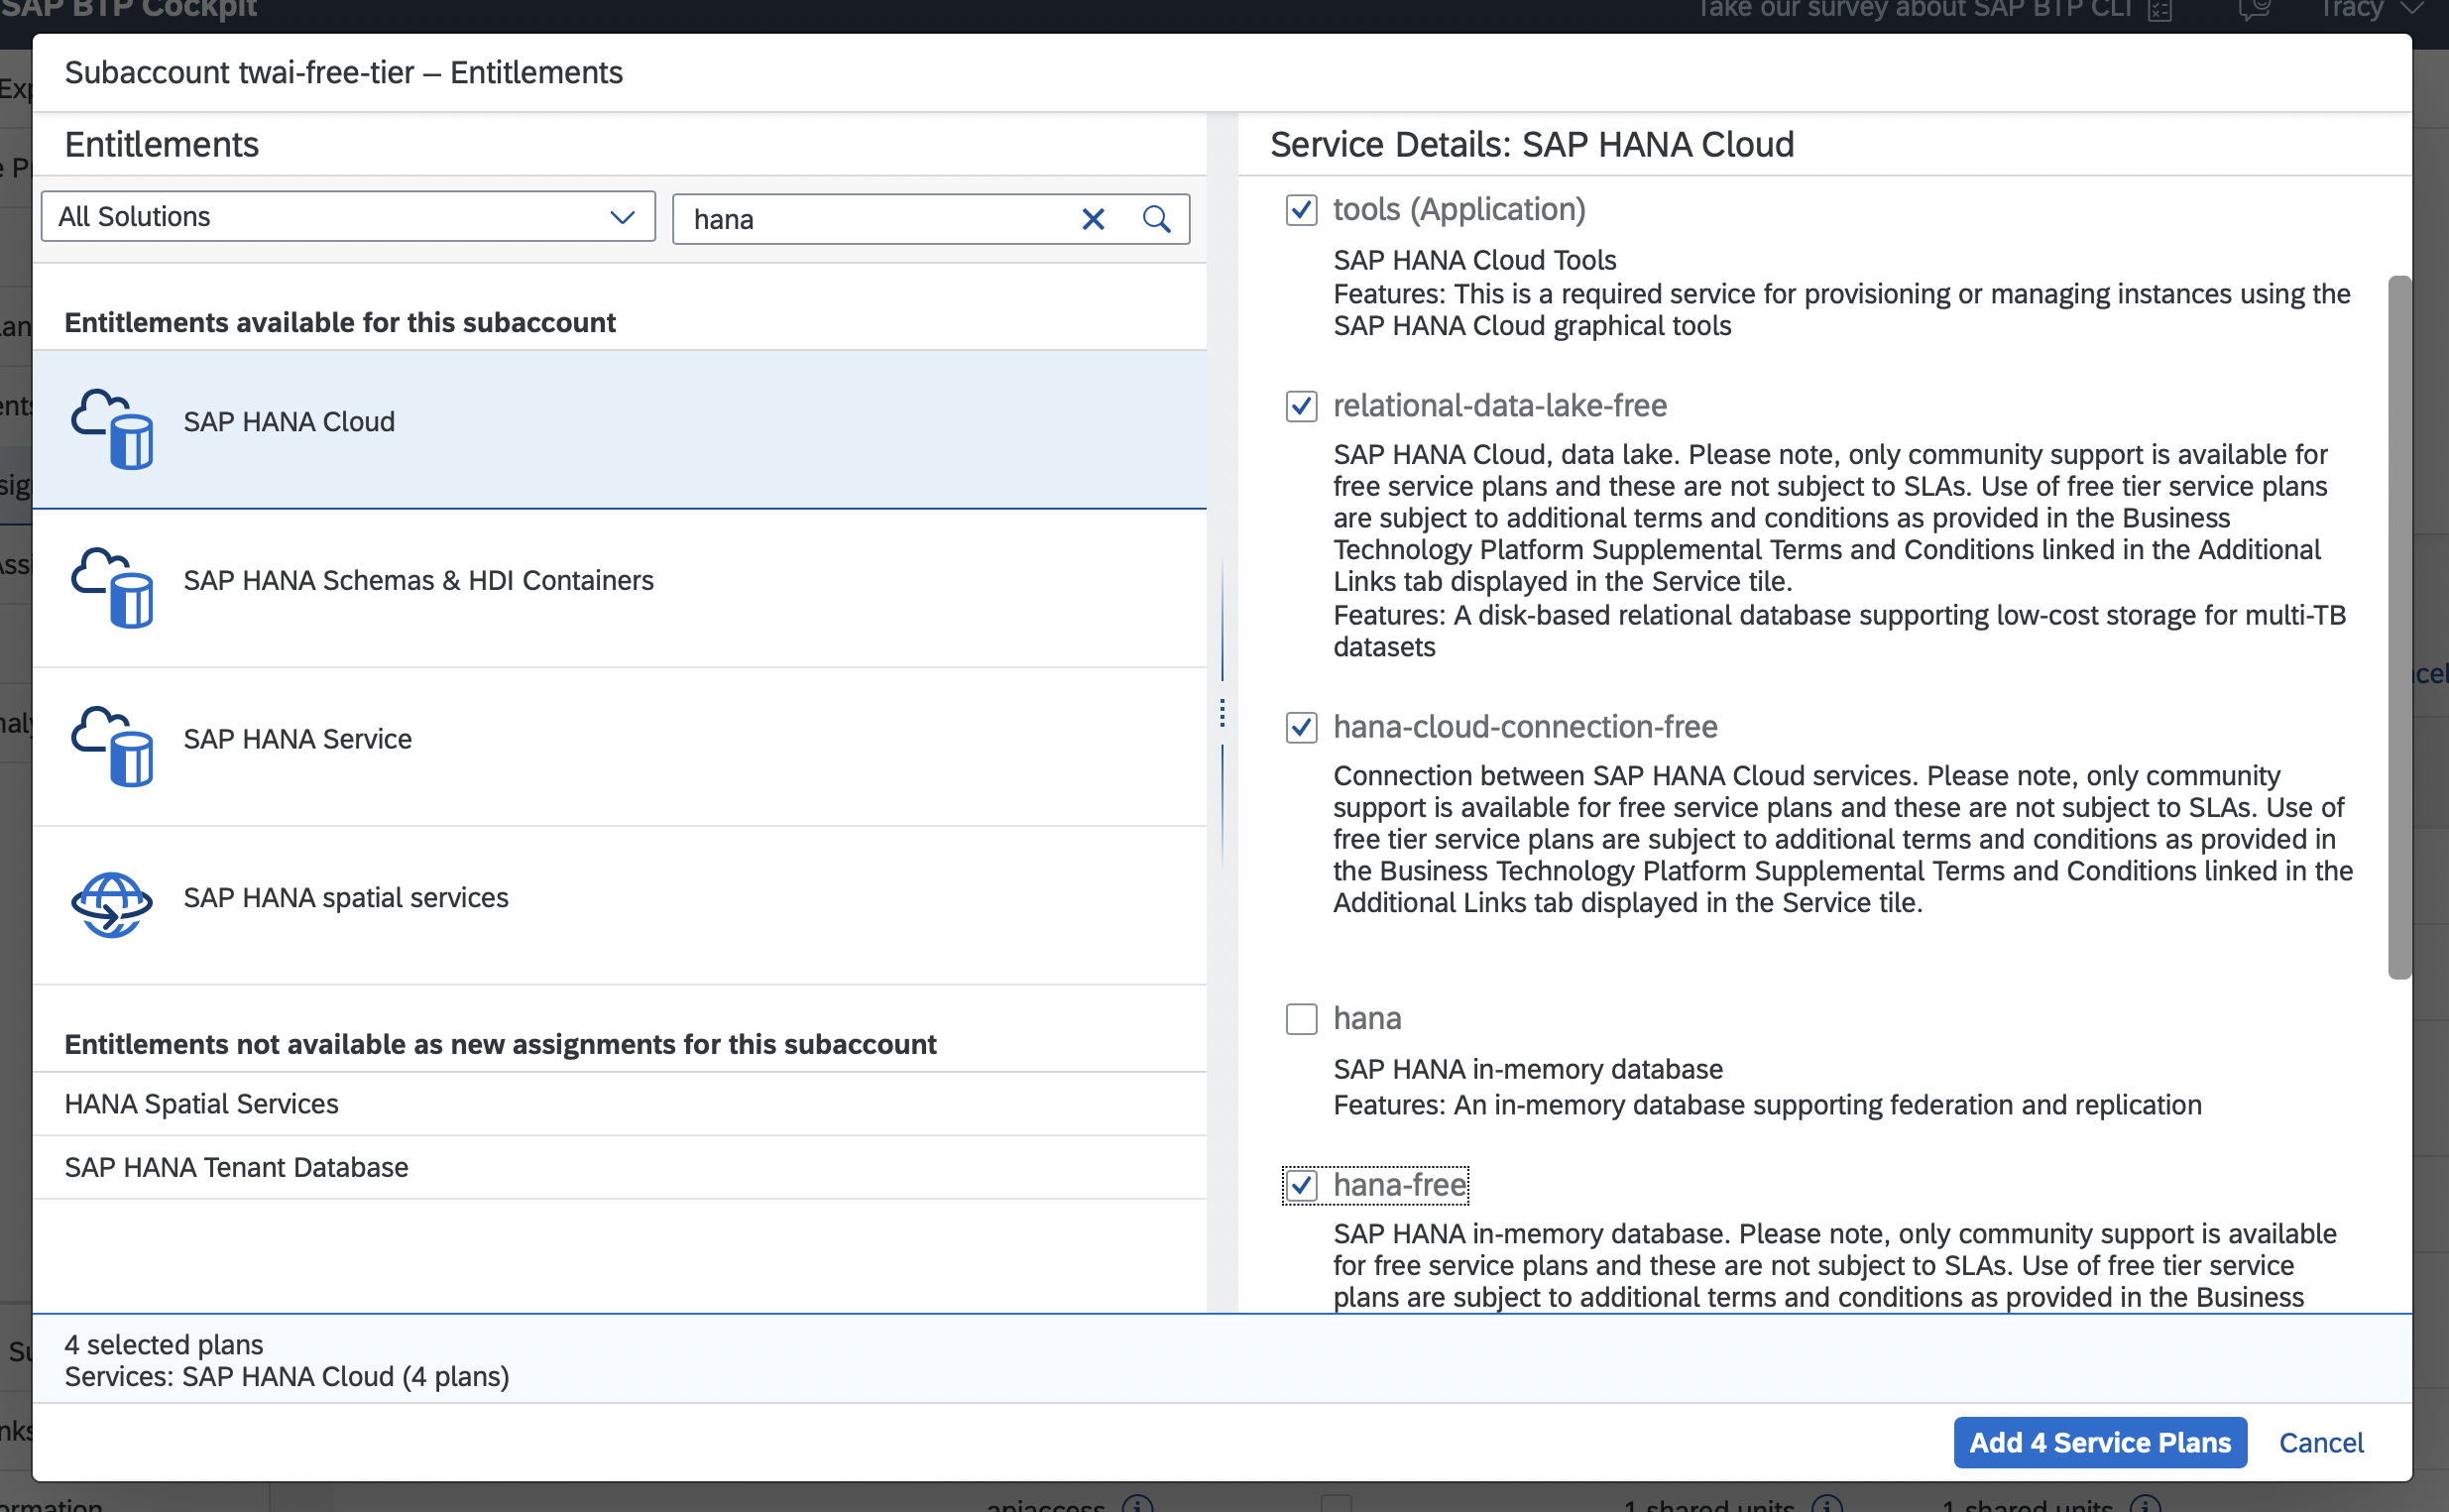 SAP BTP Cockpit
Take our survey about SAP BTP CLI
Tracy
Subaccount twai-free-tier – Entitlements
Entitlements
All Solutions
hana
Entitlements available for this subaccount
SAP HANA Cloud
SAP HANA Schemas & HDI Containers
SAP HANA Service
SAP HANA spatial services
Entitlements not available as new assignments for this subaccount
HANA Spatial Services
SAP HANA Tenant Database
Service Details: SAP HANA Cloud
tools (Application)
SAP HANA Cloud Tools
Features: This is a required service for provisioning or managing instances using the
SAP HANA Cloud graphical tools
relational-data-lake-free
SAP HANA Cloud, data lake. Please note, only community support is available for
free service plans and these are not subject to SLAs. Use of free tier service plans
are subject to additional terms and conditions as provided in the Business
Technology Platform Supplemental Terms and Conditions linked in the Additional
Links tab displayed in the Service tile.
Features: A disk-based relational database supporting low-cost storage for multi-TB
datasets
hana-cloud-connection-free
Connection between SAP HANA Cloud services. Please note, only community
support is available for free service plans and these are not subject to SLAs. Use of
free tier service plans are subject to additional terms and conditions as provided in
the Business Technology Platform Supplemental Terms and Conditions linked in the
Additional Links tab displayed in the Service tile.
hana
SAP HANA in-memory database
Features: An in-memory database supporting federation and replication
hana-free
SAP HANA in-memory database. Please note, only community support is available
for free service plans and these are not subject to SLAs. Use of free tier service
plans are subject to additional terms and conditions as provided in the Business
4 selected plans
Services: SAP HANA Cloud (4 plans)
Add 4 Service Plans
Cancel
apiaccess
1 shared units
1 shared units